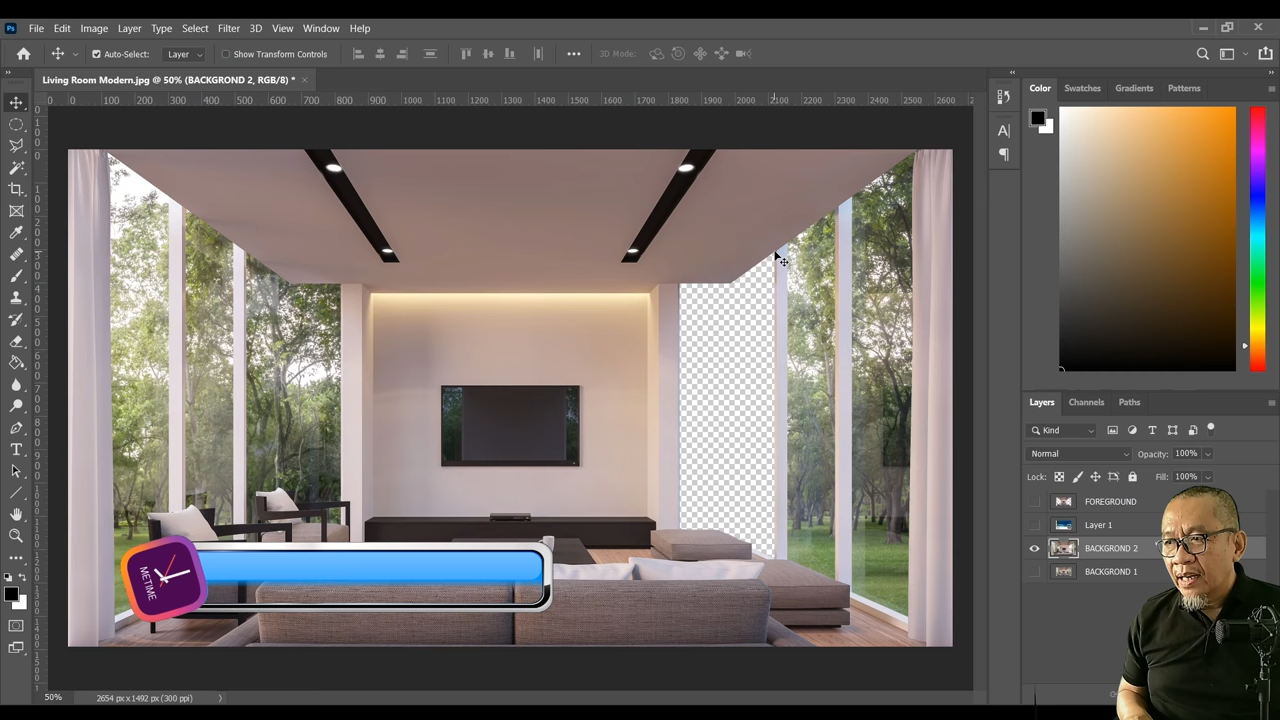 Ps File Edit Image Layer Type Select Filter 3D View Window Help
Auto-Select: Layer Show Transform Controls 3D Mode:
Living Room Modern.jpg @ 50% (BACKGROND 2, RGB/8) *
Color Swatches Gradients Patterns
0 0 100 200 300 400 500 600 700 800 900 1000 1100 1200 1300 1400 1500 1600 1700 1800 1900 2000 2100 2200 2300 2400 2500 2600
Layers Channels Paths
Kind
Normal Opacity: 100%
Lock: Fill: 100%
FOREGROUND
Layer 1
BACKGROND 2
BACKGROND 1
METIME
50% 2654 px x 1492 px (300 ppi)